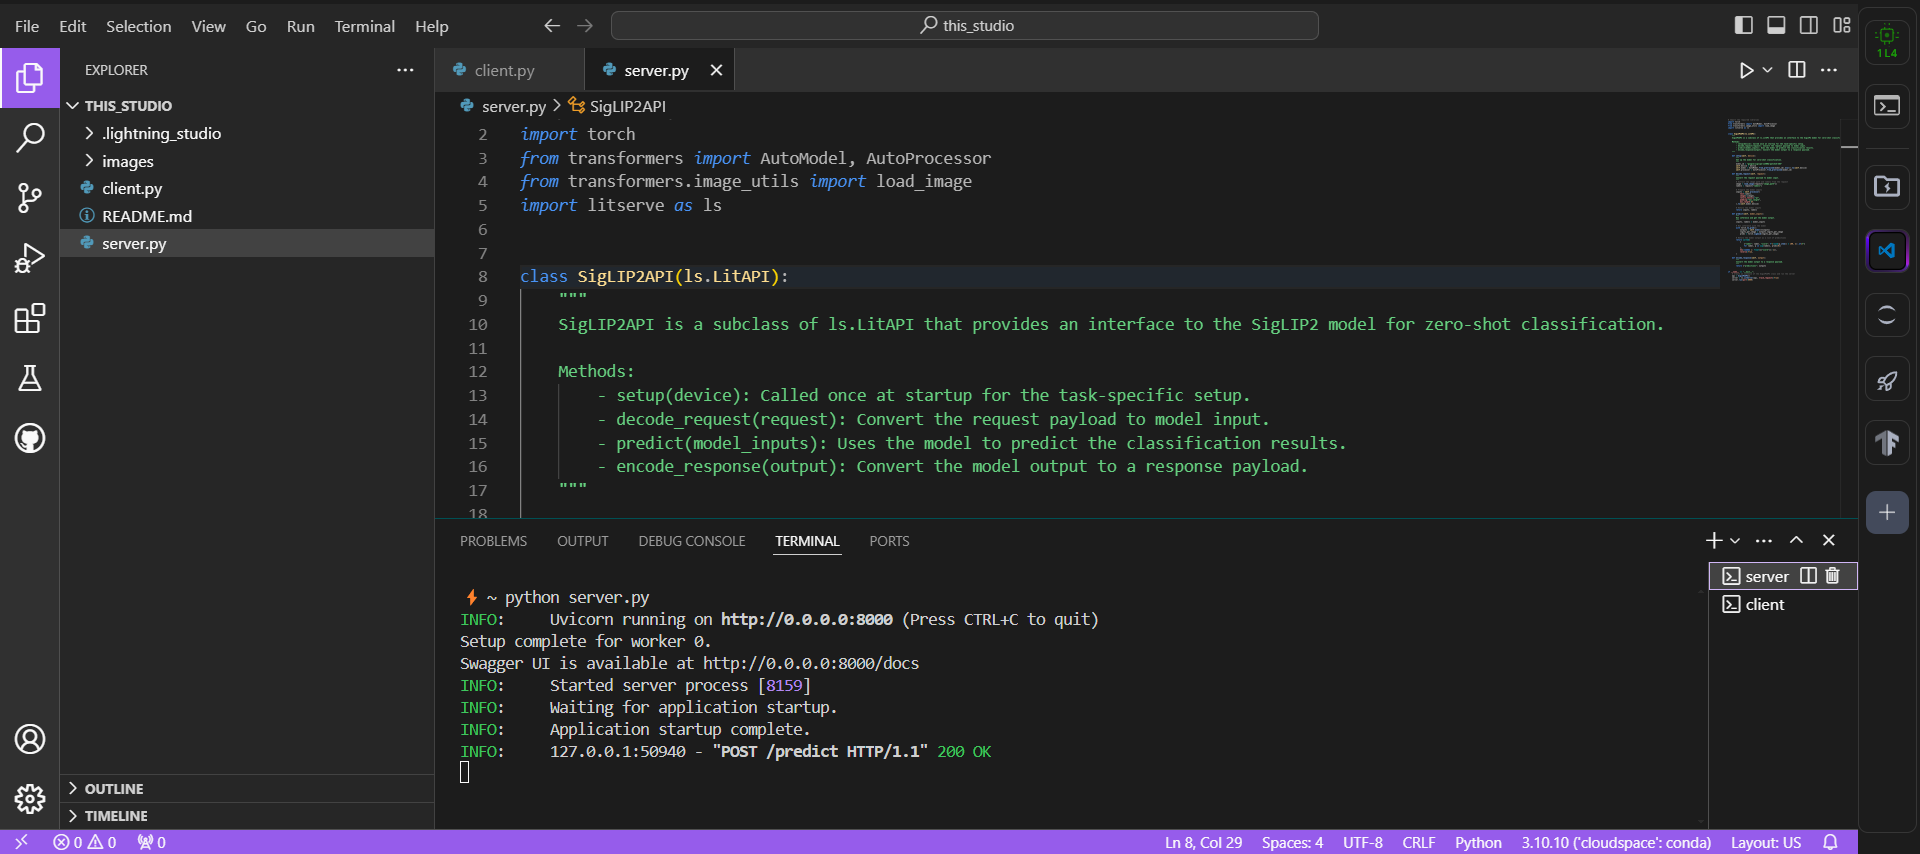 File Edit Selection View Go Run Terminal Help
this_studio
1 L4
EXPLORER
THIS_STUDIO
.lightning_studio
images
client.py
README.md
server.py
OUTLINE
TIMELINE
client.py
server.py
server.py > SigLIP2API
2 import torch
3 from transformers import AutoModel, AutoProcessor
4 from transformers.image_utils import load_image
5 import litserve as ls
6
7
8 class SigLIP2API(ls.LitAPI):
9 """
10 SigLIP2API is a subclass of ls.LitAPI that provides an interface to the SigLIP2 model for zero-shot classification.
11
12 Methods:
13 - setup(device): Called once at startup for the task-specific setup.
14 - decode_request(request): Convert the request payload to model input.
15 - predict(model_inputs): Uses the model to predict the classification results.
16 - encode_response(output): Convert the model output to a response payload.
17 """
18
PROBLEMS OUTPUT DEBUG CONSOLE TERMINAL PORTS
~ python server.py
INFO: Uvicorn running on http://0.0.0.0:8000 (Press CTRL+C to quit)
Setup complete for worker 0.
Swagger UI is available at http://0.0.0.0:8000/docs
INFO: Started server process [8159]
INFO: Waiting for application startup.
INFO: Application startup complete.
INFO: 127.0.0.1:50940 - "POST /predict HTTP/1.1" 200 OK
server
client
0 0 0 Ln 8, Col 29 Spaces: 4 UTF-8 CRLF Python 3.10.10 ('cloudspace': conda) Layout: US